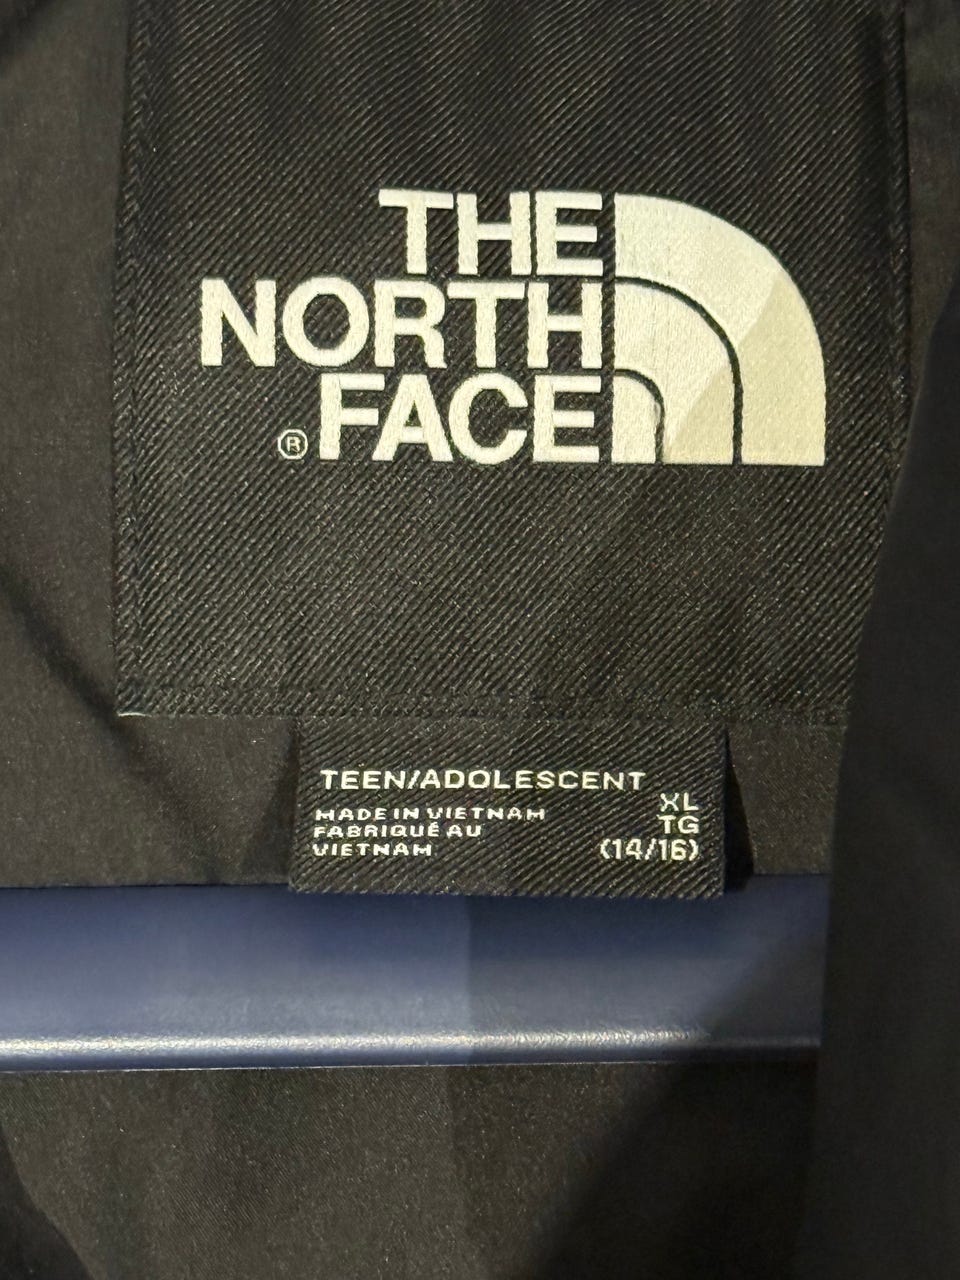 THE
NORTH
® FACE
TEEN/ADOLESCENT
XL
MADE IN VIETNAM
TG
FABRIQUÉ AU
VIETNAM
(14/16)